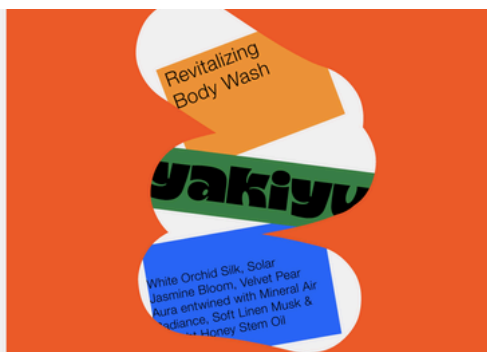 Revitalizing
Body Wash
yakiyu
White Orchid Silk, Solar
Jasmine Bloom, Velvet Pear
Aura entwined with Mineral Air
Radiance, Soft Linen Musk &
Honey Stem Oil